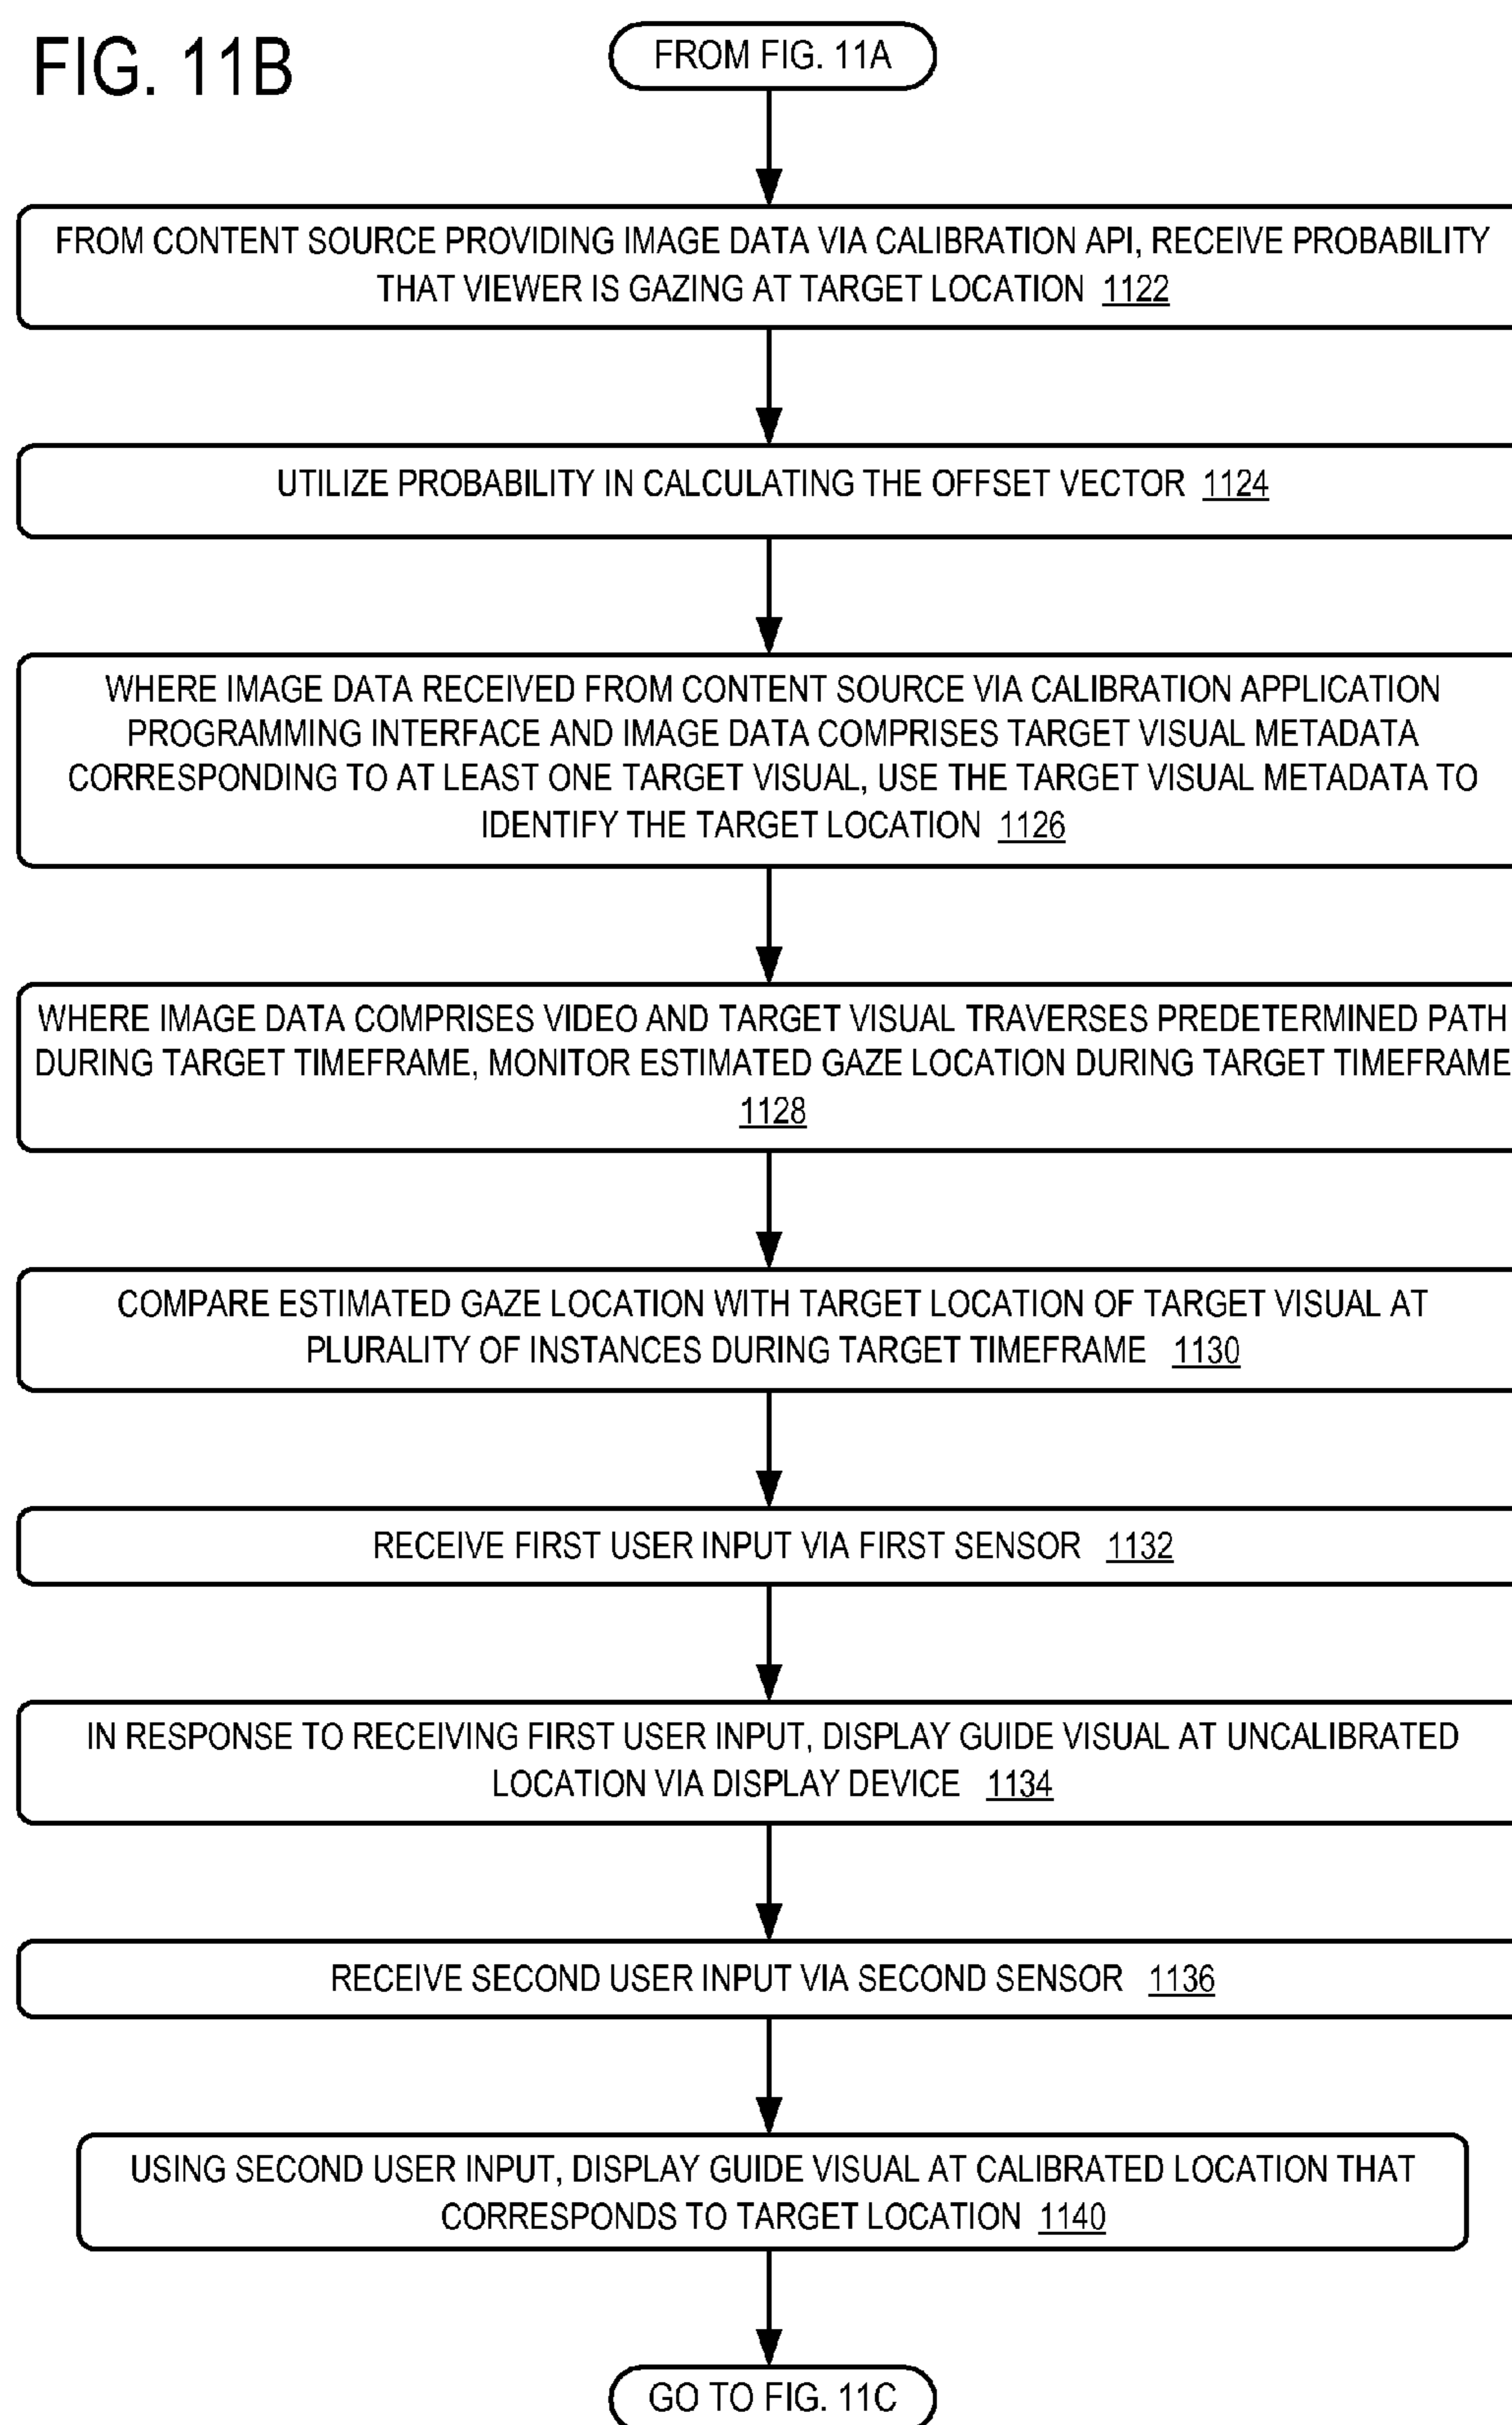 FIG. 11B
FROM FIG. 11A
FROM CONTENT SOURCE PROVIDING IMAGE DATA VIA CALIBRATION API, RECEIVE PROBABILITY
THAT VIEWER IS GAZING AT TARGET LOCATION 1122
UTILIZE PROBABILITY IN CALCULATING THE OFFSET VECTOR 1124
WHERE IMAGE DATA RECEIVED FROM CONTENT SOURCE VIA CALIBRATION APPLICATION
PROGRAMMING INTERFACE AND IMAGE DATA COMPRISES TARGET VISUAL METADATA
CORRESPONDING TO AT LEAST ONE TARGET VISUAL, USE THE TARGET VISUAL METADATA TO
IDENTIFY THE TARGET LOCATION 1126
WHERE IMAGE DATA COMPRISES VIDEO AND TARGET VISUAL TRAVERSES PREDETERMINED PATH
DURING TARGET TIMEFRAME, MONITOR ESTIMATED GAZE LOCATION DURING TARGET TIMEFRAME
1128
COMPARE ESTIMATED GAZE LOCATION WITH TARGET LOCATION OF TARGET VISUAL AT
PLURALITY OF INSTANCES DURING TARGET TIMEFRAME 1130
RECEIVE FIRST USER INPUT VIA FIRST SENSOR 1132
IN RESPONSE TO RECEIVING FIRST USER INPUT, DISPLAY GUIDE VISUAL AT UNCALIBRATED
LOCATION VIA DISPLAY DEVICE 1134
RECEIVE SECOND USER INPUT VIA SECOND SENSOR 1136
USING SECOND USER INPUT, DISPLAY GUIDE VISUAL AT CALIBRATED LOCATION THAT
CORRESPONDS TO TARGET LOCATION 1140
GO TO FIG. 11C